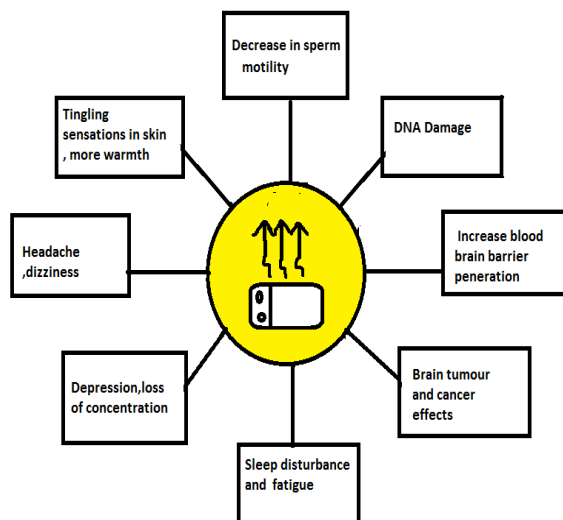 Decrease in sperm
motility
DNA Damage
Increase blood
brain barrier
peneration
Brain tumour
and cancer
effects
Sleep disturbance
and fatigue
Depression,loss
of concentration
Headache
,dizziness
Tingling
sensations in skin
, more warmth